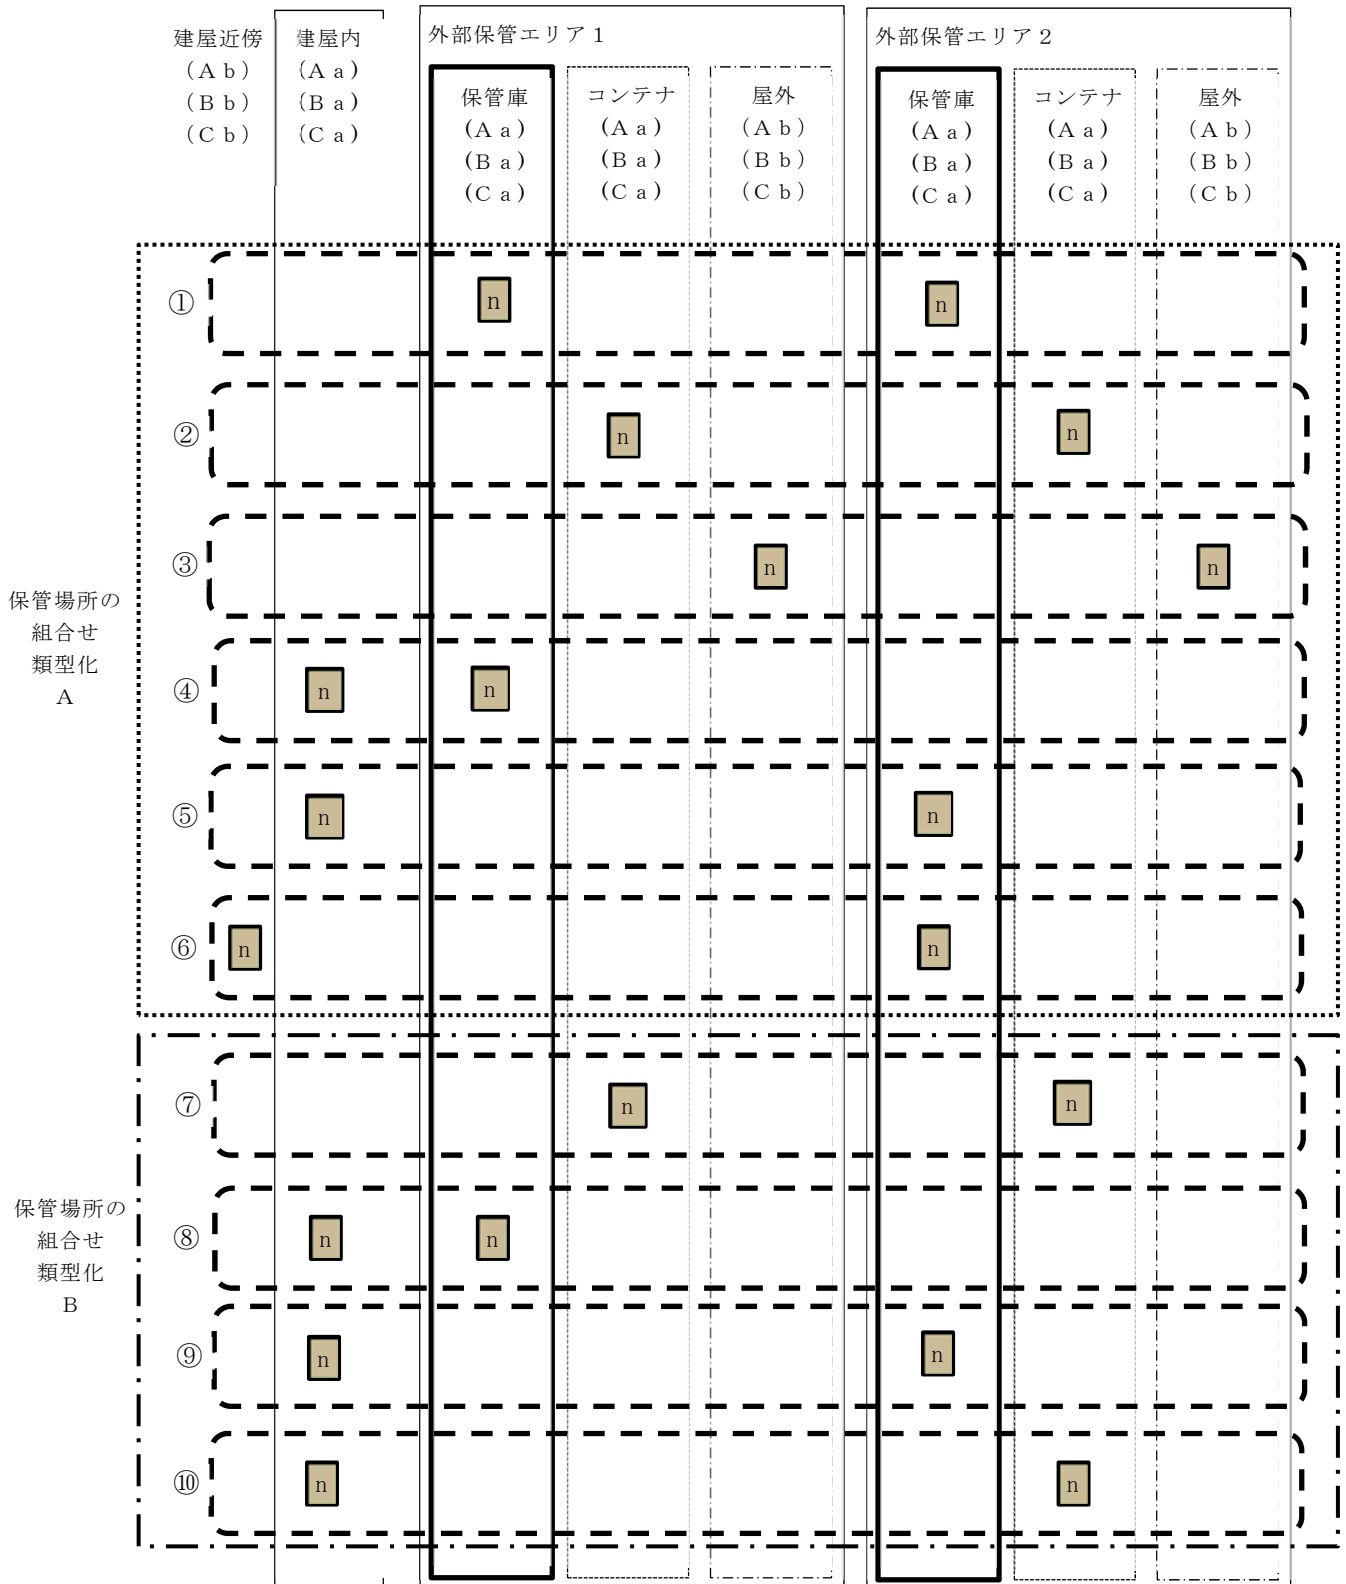 建屋近傍
（Ａｂ）
（Ｂｂ）
（Ｃｂ）
建屋内
（Ａａ）
（Ｂａ）
（Ｃａ）
外部保管エリア１
保管庫
(Ａａ)
(Ｂａ)
(Ｃａ)
コンテナ
(Ａａ)
(Ｂａ)
(Ｃａ)
屋外
（Ａｂ）
（Ｂｂ）
（Ｃｂ）
外部保管エリア２
保管庫
(Ａａ)
(Ｂａ)
(Ｃａ)
コンテナ
(Ａａ)
(Ｂａ)
(Ｃａ)
屋外
（Ａｂ）
（Ｂｂ）
（Ｃｂ）
保管場所の
組合せ
類型化
Ａ
① n n
② n n
③ n n
④ n n
⑤ n n
⑥ n n
保管場所の
組合せ
類型化
Ｂ
⑦ n n
⑧ n n
⑨ n n
⑩ n n